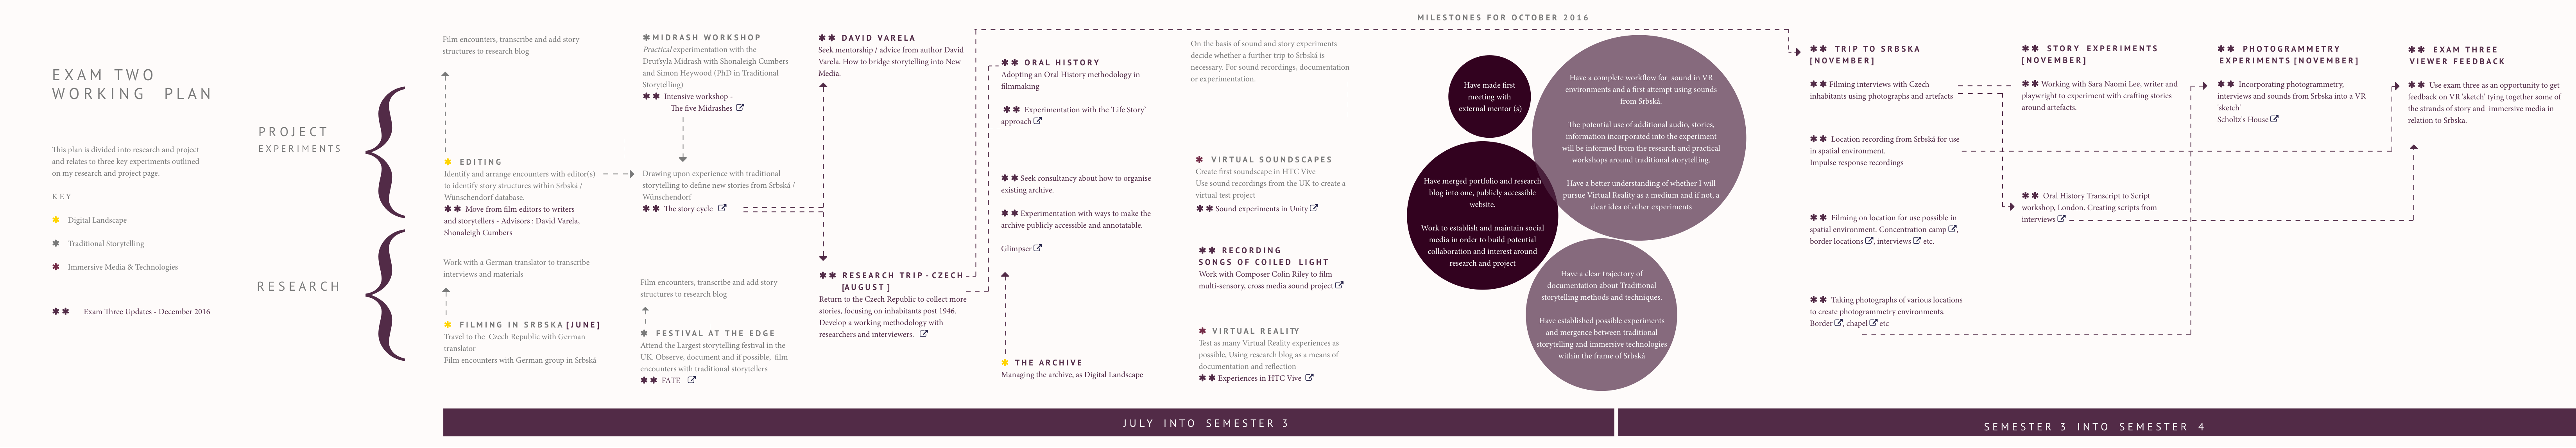 MILESTONES FOR OCTOBER 2016
EXAM TWO
WORKING PLAN
This plan is divided into research and project
and relates to three key experiments outlined
on my research and project page.
KEY
✱ Digital Landscape
✱ Traditional Storytelling
✱ Immersive Media & Technologies
✱✱ Exam Three Updates - December 2016
PROJECT
EXPERIMENTS
RESEARCH
Film encounters, transcribe and add story
structures to research blog
✱ EDITING
Identify and arrange encounters with editor(s)
to identify story structures within Srbská /
Wünschendorf database.
✱✱ Move from film editors to writers
and storytellers - Advisors : David Varela,
Shonaleigh Cumbers
Work with a German translator to transcribe
interviews and materials
✱ FILMING IN SRBSKA [JUNE]
Travel to the Czech Republic with German
translator
Film encounters with German group in Srbská
✱MIDRASH WORKSHOP
Practical experimentation with the
Drut'syla Midrash with Shonaleigh Cumbers
and Simon Heywood (PhD in Traditional
Storytelling)
✱✱ Intensive workshop -
The five Midrashes
Drawing upon experience with traditional
storytelling to define new stories from Srbská /
Wünschendorf
✱✱ The story cycle
Film encounters, transcribe and add story
structures to research blog
✱ FESTIVAL AT THE EDGE
Attend the Largest storytelling festival in the
UK. Observe, document and if possible, film
encounters with traditional storytellers
✱✱ FATE
✱✱ DAVID VARELA
Seek mentorship / advice from author David
Varela. How to bridge storytelling into New
Media.
✱✱ RESEARCH TRIP - CZECH
[AUGUST]
Return to the Czech Republic to collect more
stories, focusing on inhabitants post 1946.
Develop a working methodology with
researchers and interviewers.
✱✱ ORAL HISTORY
Adopting an Oral History methodology in
filmmaking
✱✱ Experimentation with the 'Life Story'
approach
✱✱ Seek consultancy about how to organise
existing archive.
✱✱ Experimentation with ways to make the
archive publicly accessible and annotatable.
Glimpser
✱ THE ARCHIVE
Managing the archive, as Digital Landscape
On the basis of sound and story experiments
decide whether a further trip to Srbská is
necessary. For sound recordings, documentation
or experimentation.
✱ VIRTUAL SOUNDSCAPES
Create first soundscape in HTC Vive
Use sound recordings from the UK to create a
virtual test project
✱✱ Sound experiments in Unity
✱✱ RECORDING
SONGS OF COILED LIGHT
Work with Composer Colin Riley to film
multi-sensory, cross media sound project
✱ VIRTUAL REALITY
Test as many Virtual Reality experiences as
possible, Using research blog as a means of
documentation and reflection
✱✱ Experiences in HTC Vive
Have made first
meeting with
external mentor (s)
Have merged portfolio and research
blog into one, publicly accessible
website.
Work to establish and maintain social
media in order to build potential
collaboration and interest around
research and project
Have a complete workflow for sound in VR
environments and a first attempt using sounds
from Srbská.
The potential use of additional audio, stories,
information incorporated into the experiment
will be informed from the research and practical
workshops around traditional storytelling.
Have a better understanding of whether I will
pursue Virtual Reality as a medium and if not, a
clear idea of other experiments
Have a clear trajectory of
documentation about Traditional
storytelling methods and techniques.
Have established possible experiments
and mergence between traditional
storytelling and immersive technologies
within the frame of Srbská
✱✱ TRIP TO SRBSKA
[NOVEMBER]
✱✱ Filming interviews with Czech
inhabitants using photographs and artefacts
✱✱ Location recording from Srbská for use
in spatial environment.
Impulse response recordings
✱✱ Filming on location for use possible in
spatial environment. Concentration camp ,
border locations , interviews etc.
✱✱ Taking photographs of various locations
to create photogrammetry environments.
Border , chapel etc
✱✱ STORY EXPERIMENTS
[NOVEMBER]
✱✱ Working with Sara Naomi Lee, writer and
playwright to experiment with crafting stories
around artefacts.
✱✱ Oral History Transcript to Script
workshop, London. Creating scripts from
interviews
✱✱ PHOTOGRAMMETRY
EXPERIMENTS [NOVEMBER]
✱✱ Incorporating photogrammetry,
interviews and sounds from Srbska into a VR
'sketch'
Scholtz's House
✱✱ EXAM THREE
VIEWER FEEDBACK
✱✱ Use exam three as an opportunity to get
feedback on VR 'sketch' tying together some of
the strands of story and immersive media in
relation to Srbska.
JULY INTO SEMESTER 3
SEMESTER 3 INTO SEMESTER 4